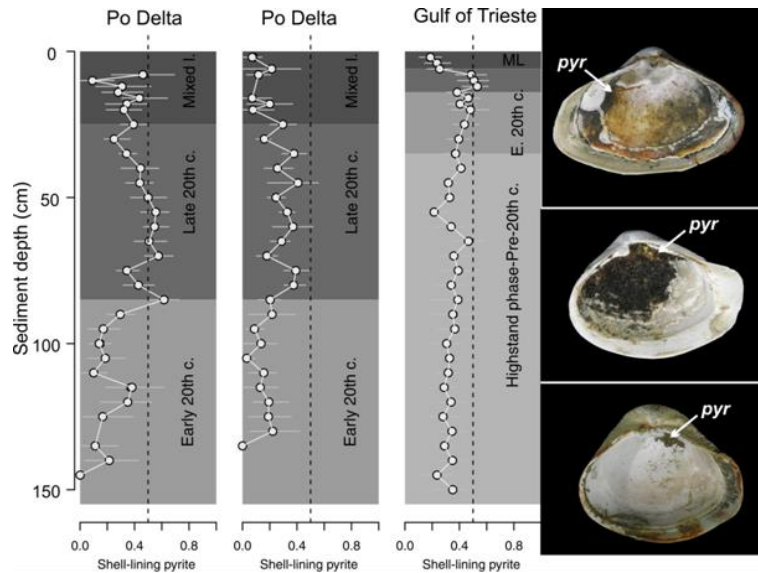 Po Delta
Po Delta
Gulf of Trieste
Sediment depth (cm)
0
50
100
150
Mixed l.
Late 20th c.
Early 20th c.
Mixed l.
Late 20th c.
Early 20th c.
ML
E. 20th c.
Highstand phase-Pre-20th c.
0.0 0.4 0.8
Shell-lining pyrite
0.0 0.4 0.8
Shell-lining pyrite
0.0 0.4 0.8
Shell-lining pyrite
pyr
pyr
pyr